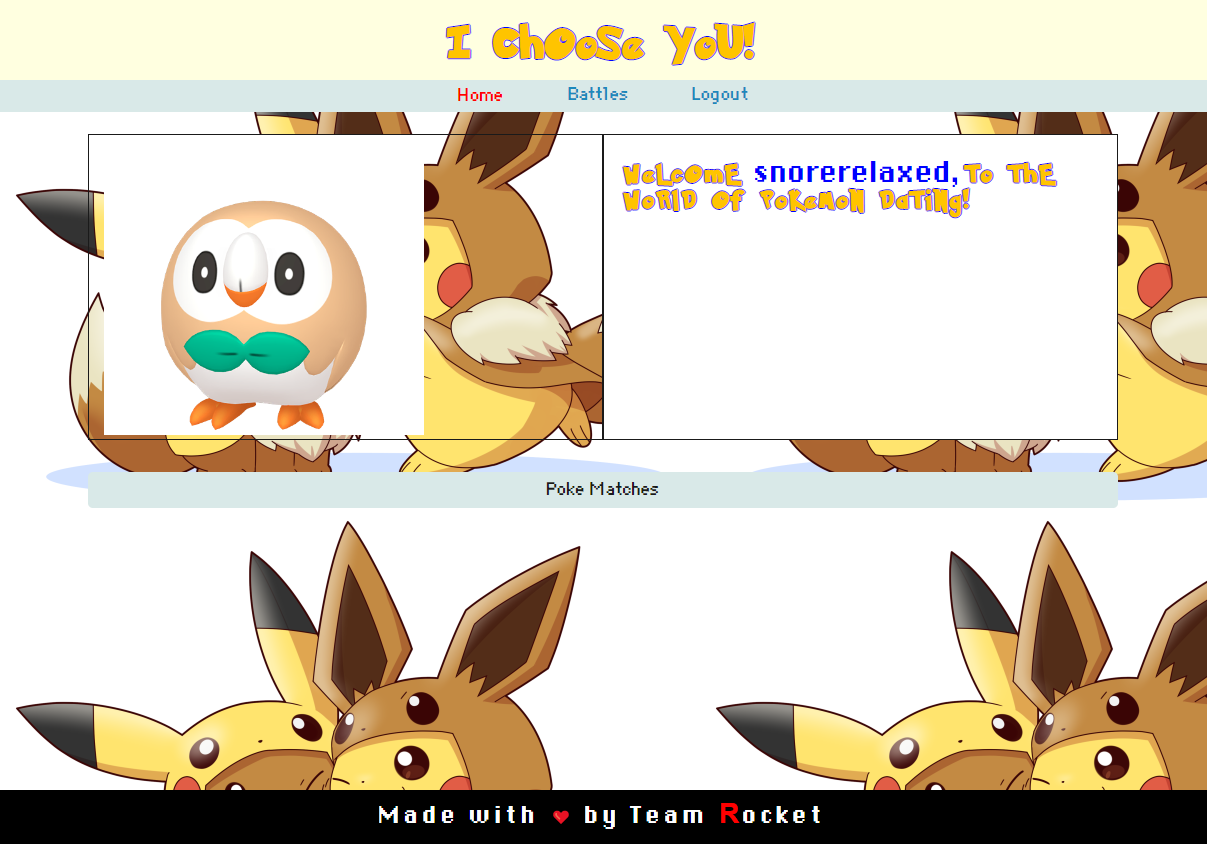 I ChOoSe YoU!
Home Battles Logout
WeLcOmE snorerelaxed, To ThE
WoRlD Of PoKeMoN DaTiNg!
Poke Matches
Made with ❤ by Team Rocket